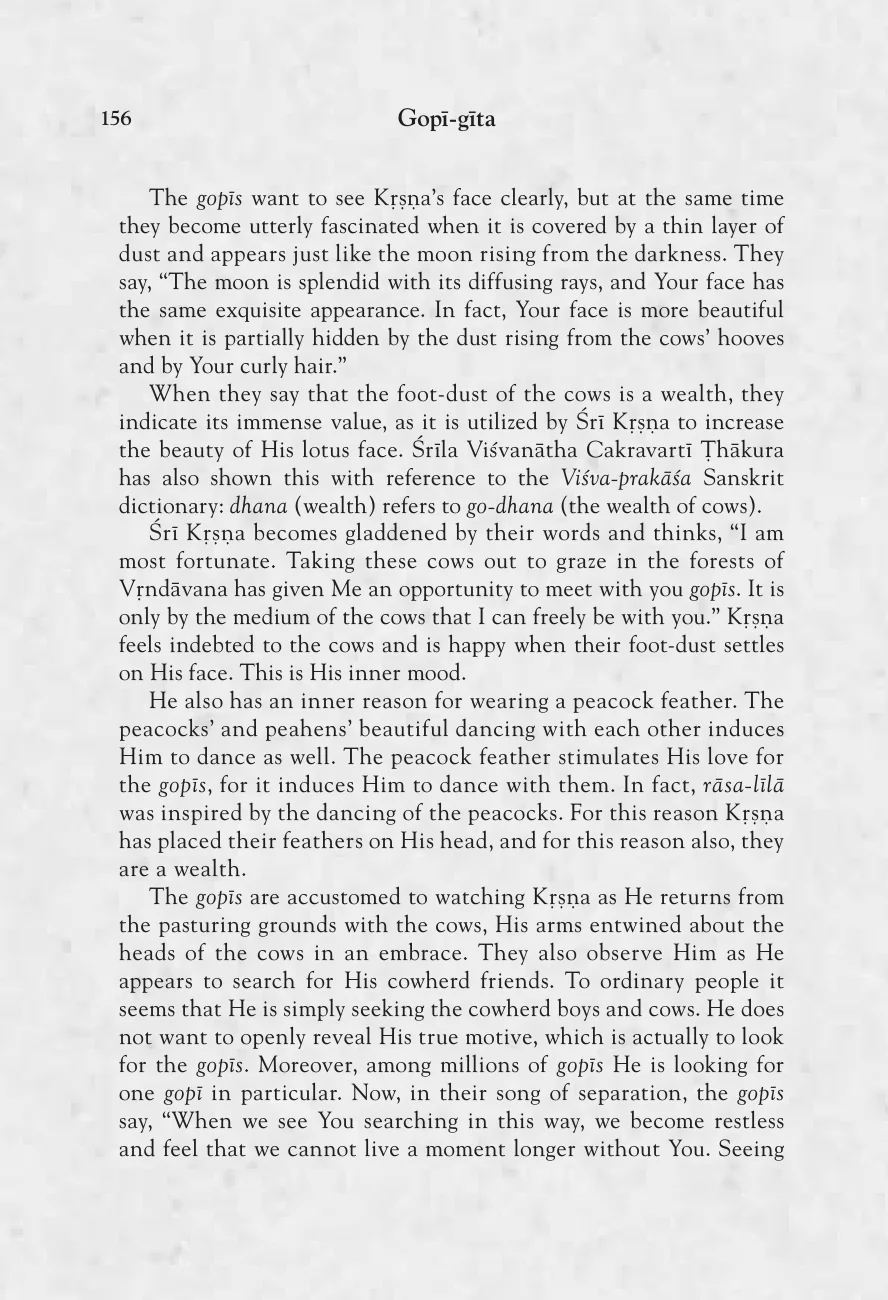 156
Gopī-gīta
The gopīs want to see Kṛṣṇa’s face clearly, but at the same time
they become utterly fascinated when it is covered by a thin layer of
dust and appears just like the moon rising from the darkness. They
say, “The moon is splendid with its diffusing rays, and Your face has
the same exquisite appearance. In fact, Your face is more beautiful
when it is partially hidden by the dust rising from the cows’ hooves
and by Your curly hair.”
When they say that the foot-dust of the cows is a wealth, they
indicate its immense value, as it is utilized by Śrī Kṛṣṇa to increase
the beauty of His lotus face. Śrīla Viśvanātha Cakravartī Ṭhākura
has also shown this with reference to the Viśva-prakāśa Sanskrit
dictionary: dhana (wealth) refers to go-dhana (the wealth of cows).
Śrī Kṛṣṇa becomes gladdened by their words and thinks, “I am
most fortunate. Taking these cows out to graze in the forests of
Vṛndāvana has given Me an opportunity to meet with you gopīs. It is
only by the medium of the cows that I can freely be with you.” Kṛṣṇa
feels indebted to the cows and is happy when their foot-dust settles
on His face. This is His inner mood.
He also has an inner reason for wearing a peacock feather. The
peacocks’ and peahens’ beautiful dancing with each other induces
Him to dance as well. The peacock feather stimulates His love for
the gopīs, for it induces Him to dance with them. In fact, rāsa-līlā
was inspired by the dancing of the peacocks. For this reason Kṛṣṇa
has placed their feathers on His head, and for this reason also, they
are a wealth.
The gopīs are accustomed to watching Kṛṣṇa as He returns from
the pasturing grounds with the cows, His arms entwined about the
heads of the cows in an embrace. They also observe Him as He
appears to search for His cowherd friends. To ordinary people it
seems that He is simply seeking the cowherd boys and cows. He does
not want to openly reveal His true motive, which is actually to look
for the gopīs. Moreover, among millions of gopīs He is looking for
one gopī in particular. Now, in their song of separation, the gopīs
say, “When we see You searching in this way, we become restless
and feel that we cannot live a moment longer without You. Seeing